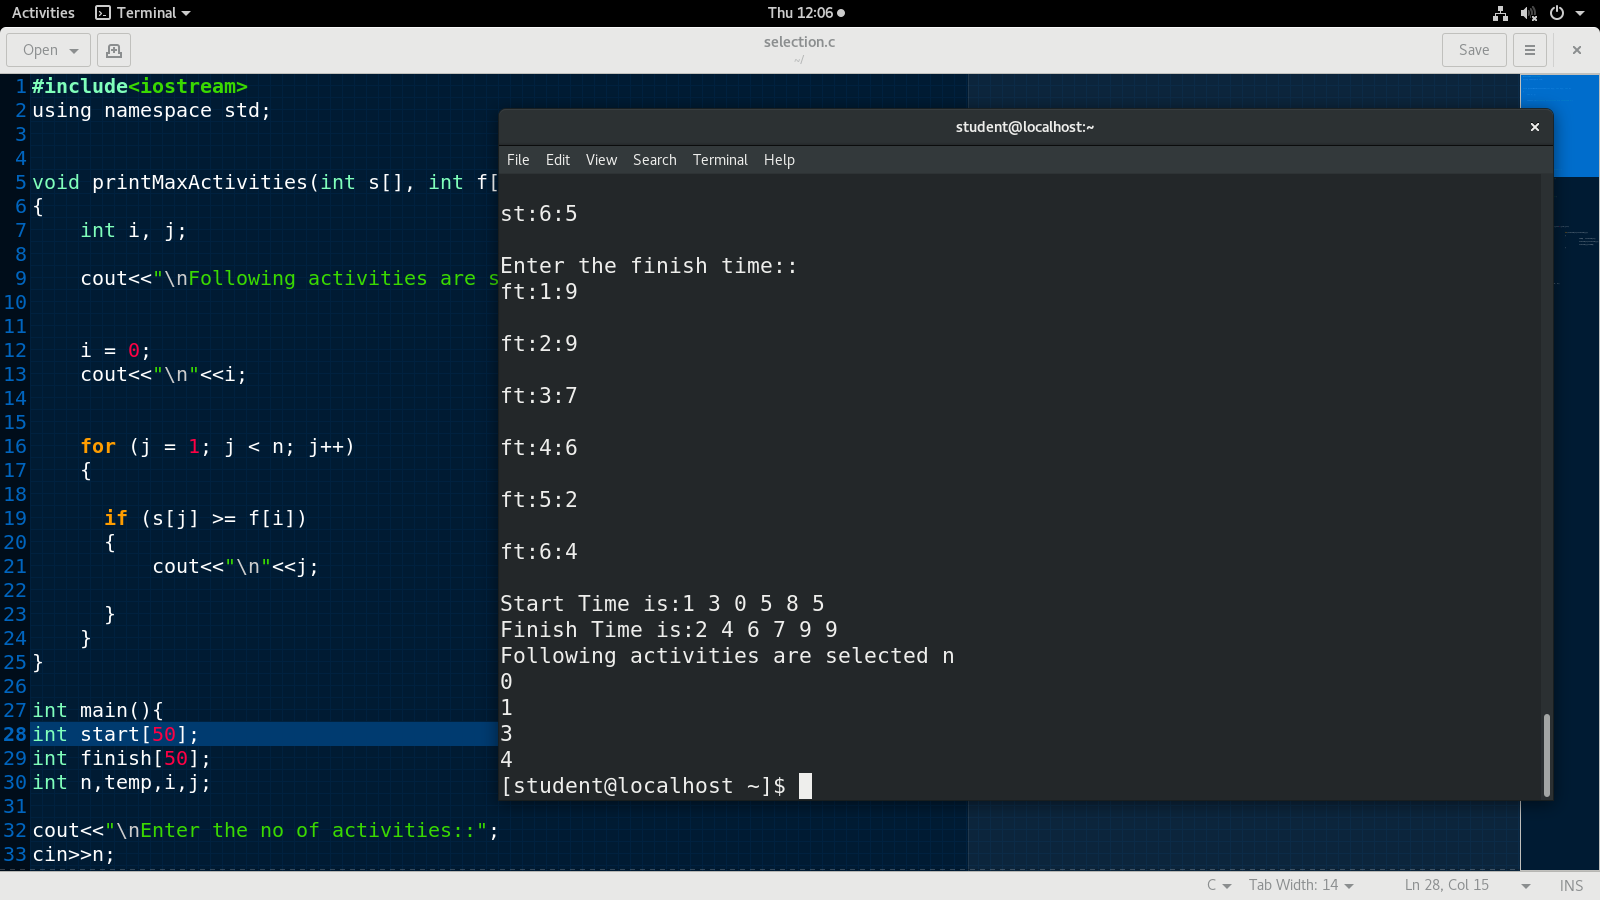 Activities Terminal Thu 12:06
Open selection.c Save
~/
1 #include<iostream>
2 using namespace std;
3
4
5 void printMaxActivities(int s[], int f[
6 {
7 int i, j;
8
9 cout<<"\nFollowing activities are s
10
11
12 i = 0;
13 cout<<"\n"<<i;
14
15
16 for (j = 1; j < n; j++)
17 {
18
19 if (s[j] >= f[i])
20 {
21 cout<<"\n"<<j;
22
23 }
24 }
25 }
26
27 int main(){
28 int start[50];
29 int finish[50];
30 int n,temp,i,j;
31
32 cout<<"\nEnter the no of activities::";
33 cin>>n;
student@localhost:~
File Edit View Search Terminal Help
st:6:5
Enter the finish time::
ft:1:9
ft:2:9
ft:3:7
ft:4:6
ft:5:2
ft:6:4
Start Time is:1 3 0 5 8 5
Finish Time is:2 4 6 7 9 9
Following activities are selected n
0
1
3
4
[student@localhost ~]$
C Tab Width: 14 Ln 28, Col 15 INS